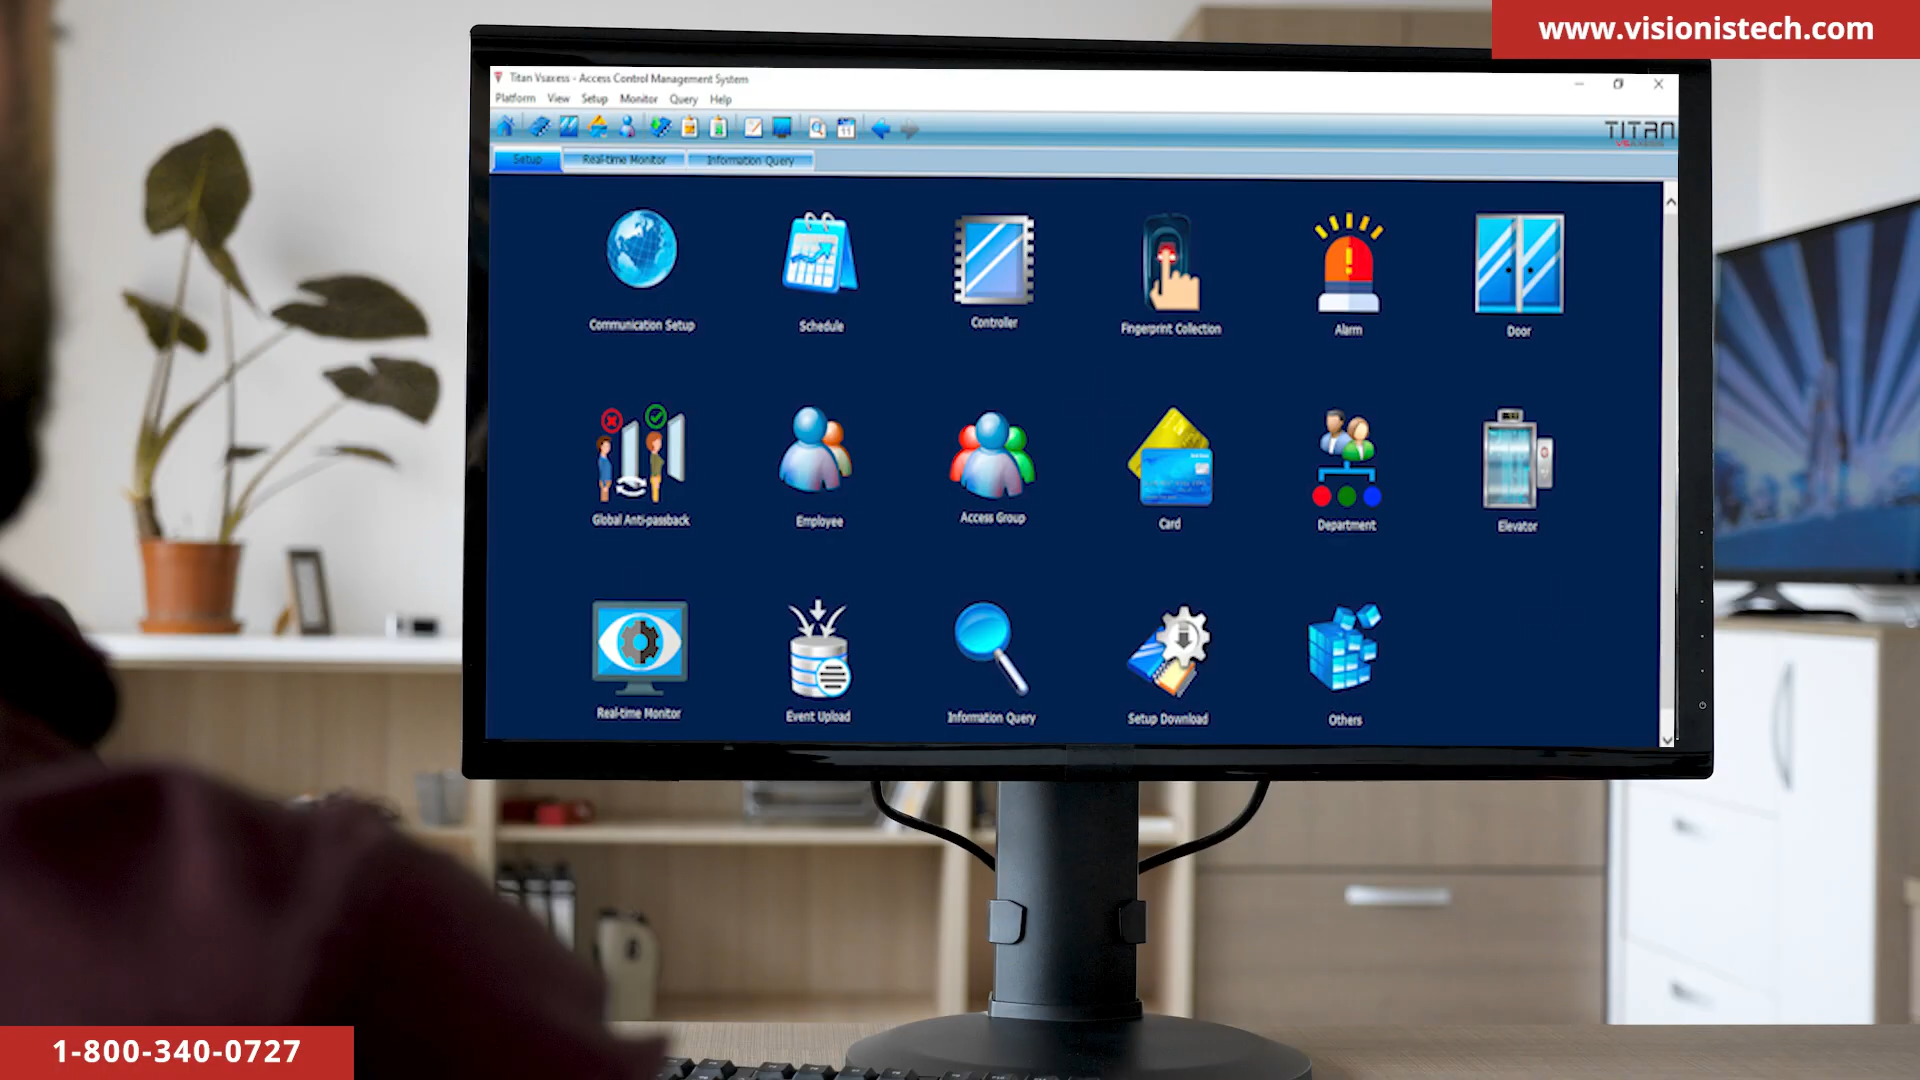 www.visionistech.com
Titan Vsaxess - Access Control Management System
Platform View Setup Monitor Query Help
TITAN
Setup Real-time Monitor Information Query
Communication Setup Schedule Controller Fingerprint Collection Alarm Door
Global Anti-passback Employee Access Group Card Department Elevator
Real-time Monitor Event Upload Information Query Setup Download Others
1-800-340-0727